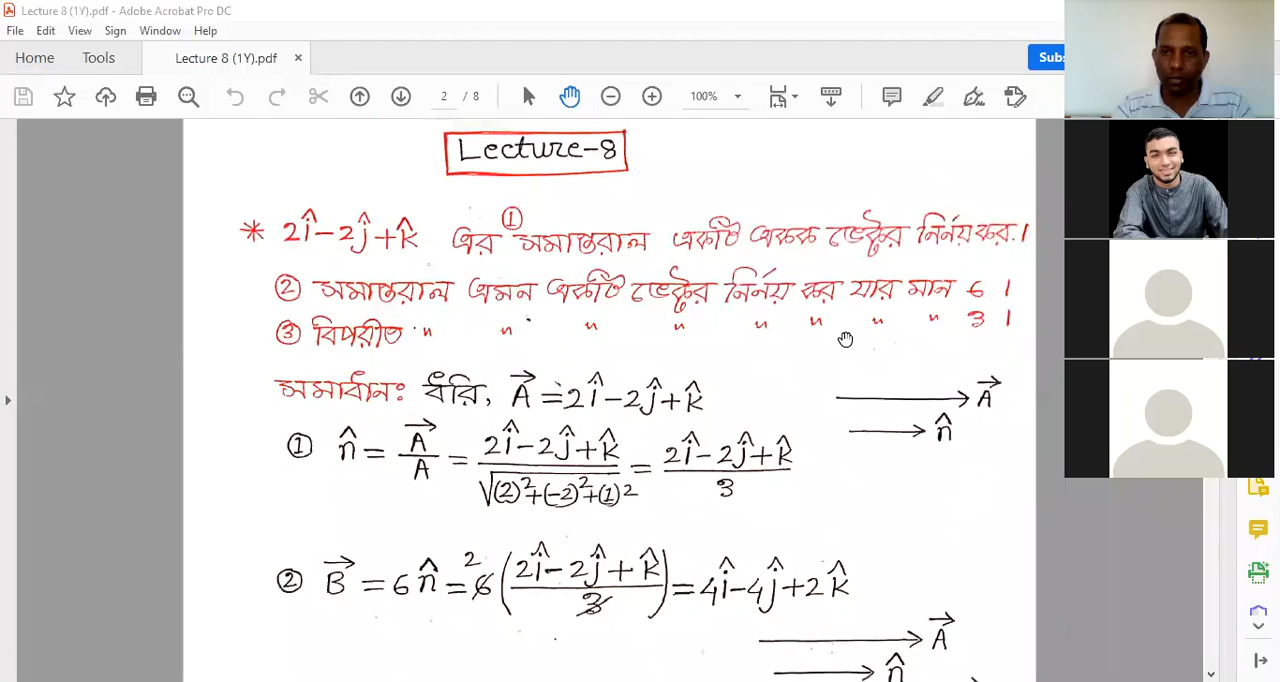 Lecture 8 (1Y).pdf - Adobe Acrobat Pro DC
File Edit View Sign Window Help
Home Tools Lecture 8 (1Y).pdf × Subs
2 / 8 100%
Lecture-8
* 2î-2ĵ+k̂ এর ① সমান্তরাল একটি একক ভেক্টর নির্ণয় কর।
② সমান্তরাল এমন একটি ভেক্টর নির্ণয় কর যার মান 6 ।
③ বিপরীত " " " " " " " " 3 ।
সমাধান: ধরি, A⃗ = 2î-2ĵ+k̂
A⃗
n̂
① n̂ = A⃗/A = (2î-2ĵ+k̂)/√((2)²+(-2)²+(1)²) = (2î-2ĵ+k̂)/3
② B⃗ = 6n̂ = 6 2 ((2î-2ĵ+k̂)/3) = 4î-4ĵ+2k̂
A⃗
n̂